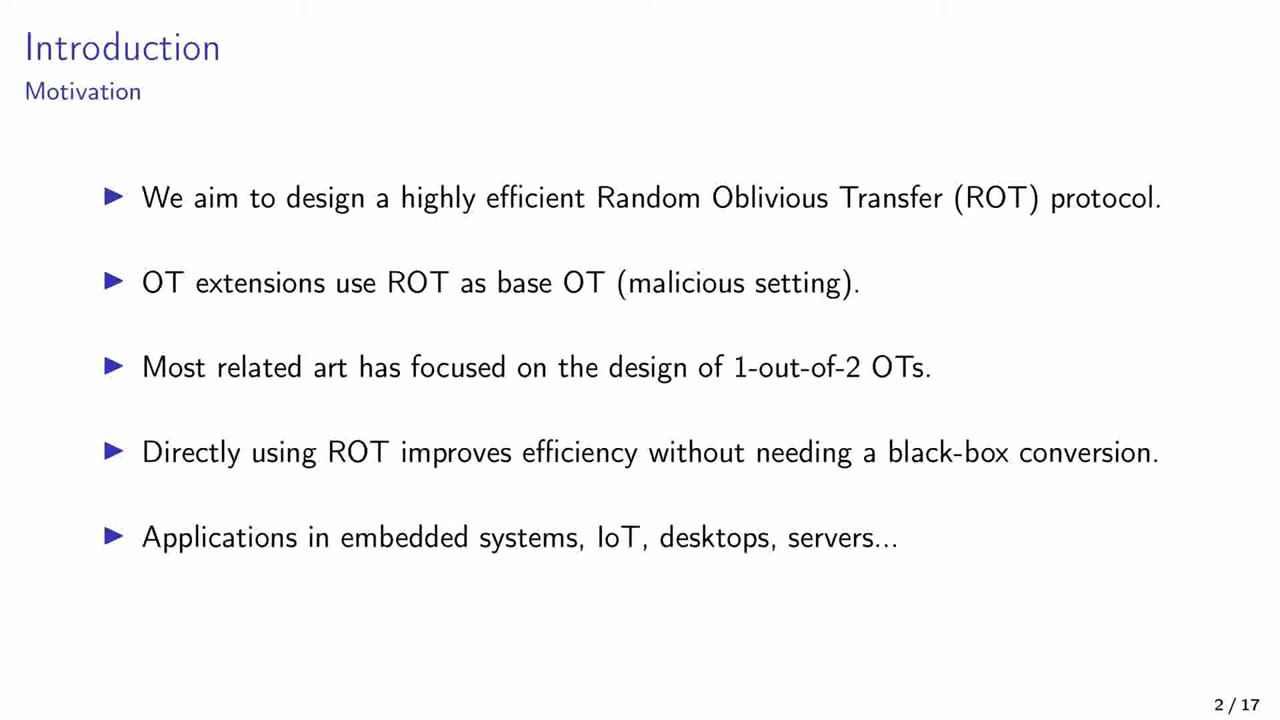 Introduction
Motivation
We aim to design a highly efficient Random Oblivious Transfer (ROT) protocol.
OT extensions use ROT as base OT (malicious setting).
Most related art has focused on the design of 1-out-of-2 OTs.
Directly using ROT improves efficiency without needing a black-box conversion.
Applications in embedded systems, IoT, desktops, servers...
2 / 17